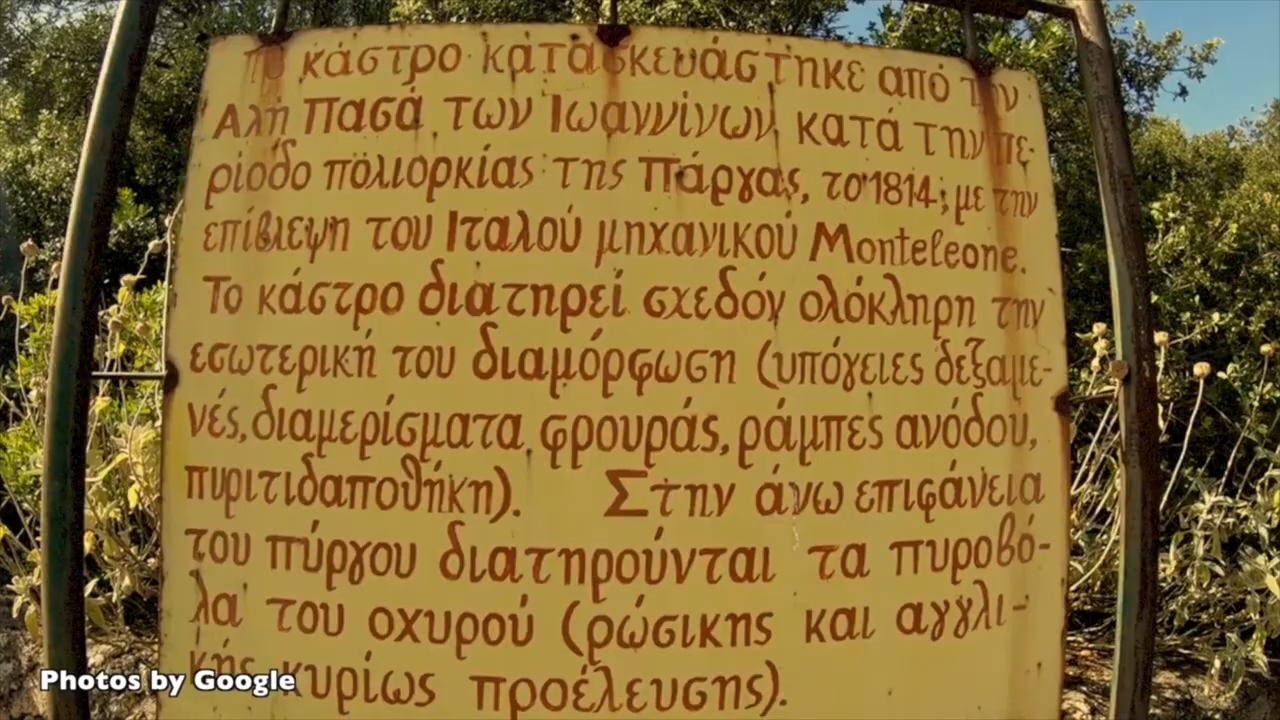 Το κάστρο κατασκευάστηκε από τον
Αλή Πασά των Ιωαννίνων κατά την πε-
ρίοδο πολιορκίας της Πάργας, το 1814, με την
επίβλεψη του Ιταλού μηχανικού Monteleone.
Το κάστρο διατηρεί σχεδόν ολόκληρη την
εσωτερική του διαμόρφωση (υπόγειες δεξαμε-
νές, διαμερίσματα φρουράς, ράμπες ανόδου,
πυριτιδαποθήκη). Στην άνω επιφάνεια
του πύργου διατηρούνται τα πυροβό-
λα του οχυρού (ρώσικης και αγγλι-
κής κυρίως προέλευσης).
Photos by Google